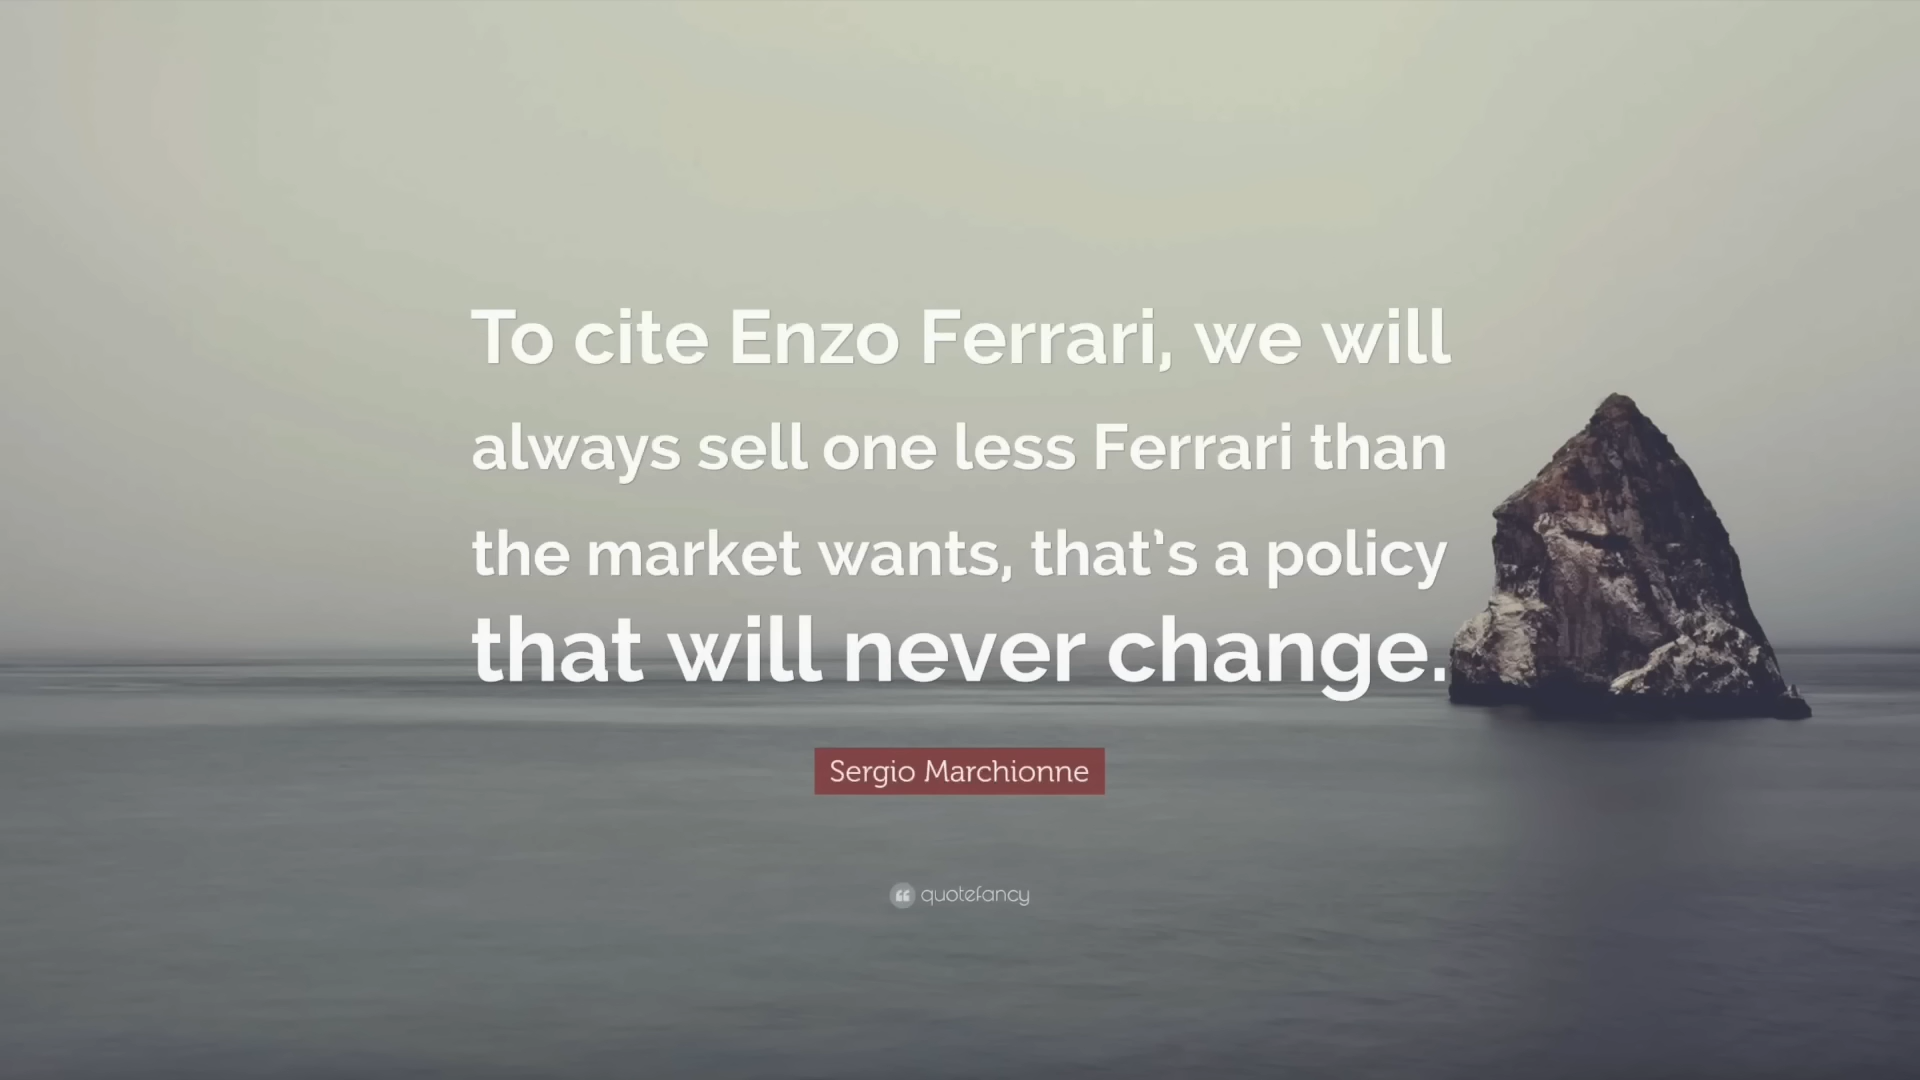 To cite Enzo Ferrari, we will
always sell one less Ferrari than
the market wants, that’s a policy
that will never change.
Sergio Marchionne
quotefancy